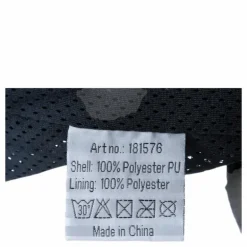 Art no.: 181576
Shell: 100% Polyester PU
Lining: 100% Polyester
30°
Made in China